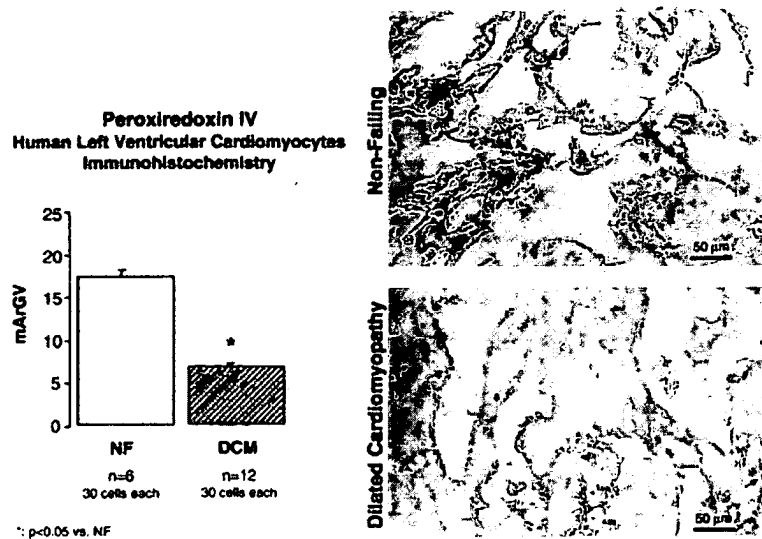 Peroxiredoxin IV
Human Left Ventricular Cardiomyocytes
Immunohistochemistry
mArGV
25
20
15
10
5
0
*
NF
DCM
n=6
n=12
30 cells each
30 cells each
*: p<0.05 vs. NF
Non-Failing
50 µm
Dilated Cardiomyopathy
50 µm